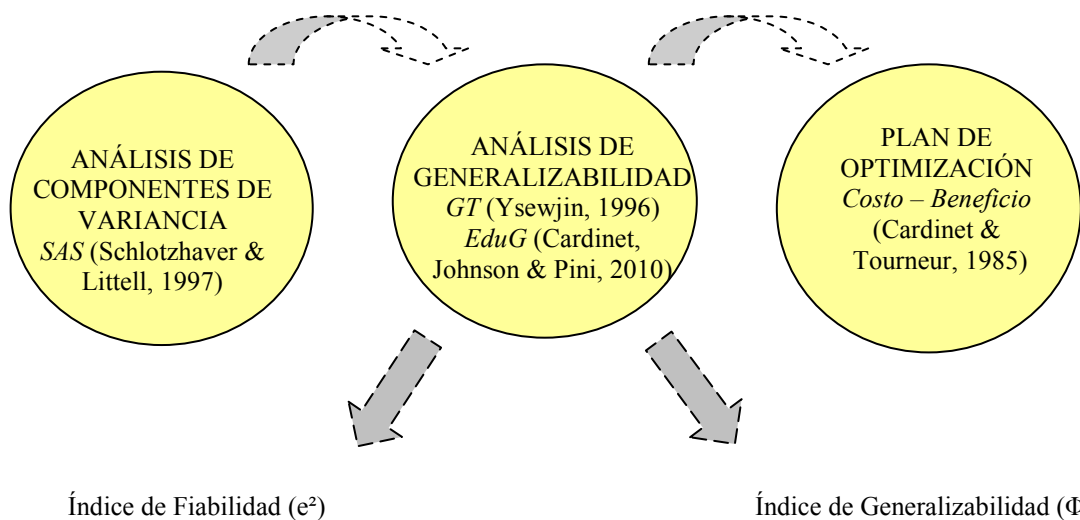 ANÁLISIS DE
COMPONENTES DE
VARIANCIA
SAS (Schlotzhaver &
Littell, 1997)
ANÁLISIS DE
GENERALIZABILIDAD
GT (Ysewjin, 1996)
EduG (Cardinet,
Johnson & Pini, 2010)
PLAN DE
OPTIMIZACIÓN
Costo – Beneficio
(Cardinet &
Tourneur, 1985)
Índice de Fiabilidad (e²)
Índice de Generalizabilidad (Φ